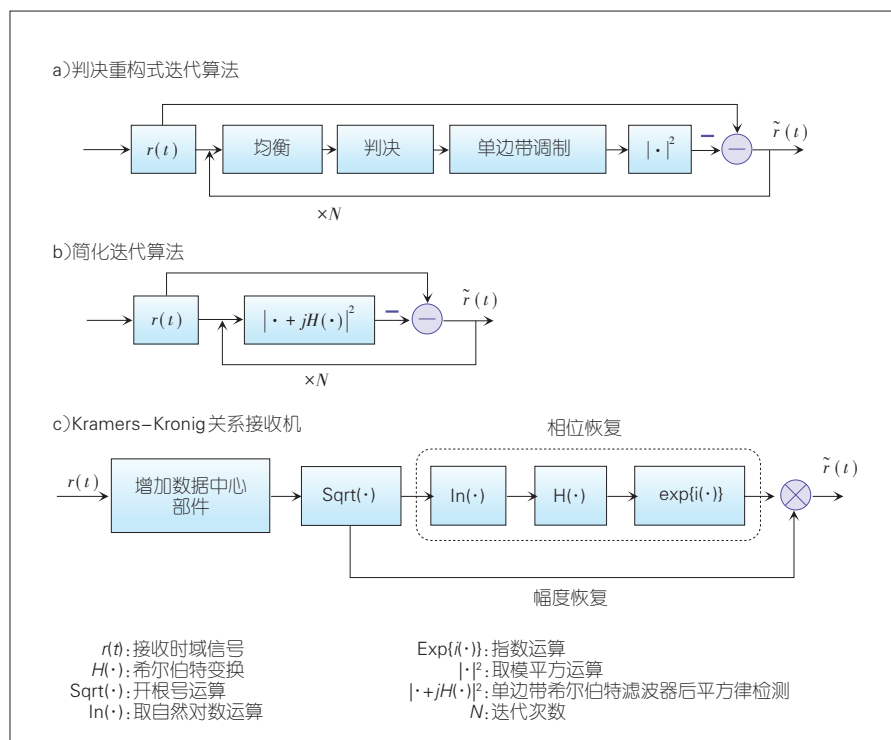 a)判决重构式迭代算法
r(t)
均衡
判决
单边带调制
|·|²
−
−
r̃(t)
×N
b)简化迭代算法
r(t)
|· + jH(·)|²
−
−
r̃(t)
×N
c)Kramers-Kronig关系接收机
相位恢复
r(t)
增加数据中心
部件
Sqrt(·)
In(·)
H(·)
exp{i(·)}
r̃(t)
幅度恢复
r(t):接收时域信号
H(·):希尔伯特变换
Sqrt(·):开根号运算
In(·):取自然对数运算
Exp{i(·)}:指数运算
|·|²:取模平方运算
|·+jH(·)|²:单边带希尔伯特滤波器后平方律检测
N:迭代次数